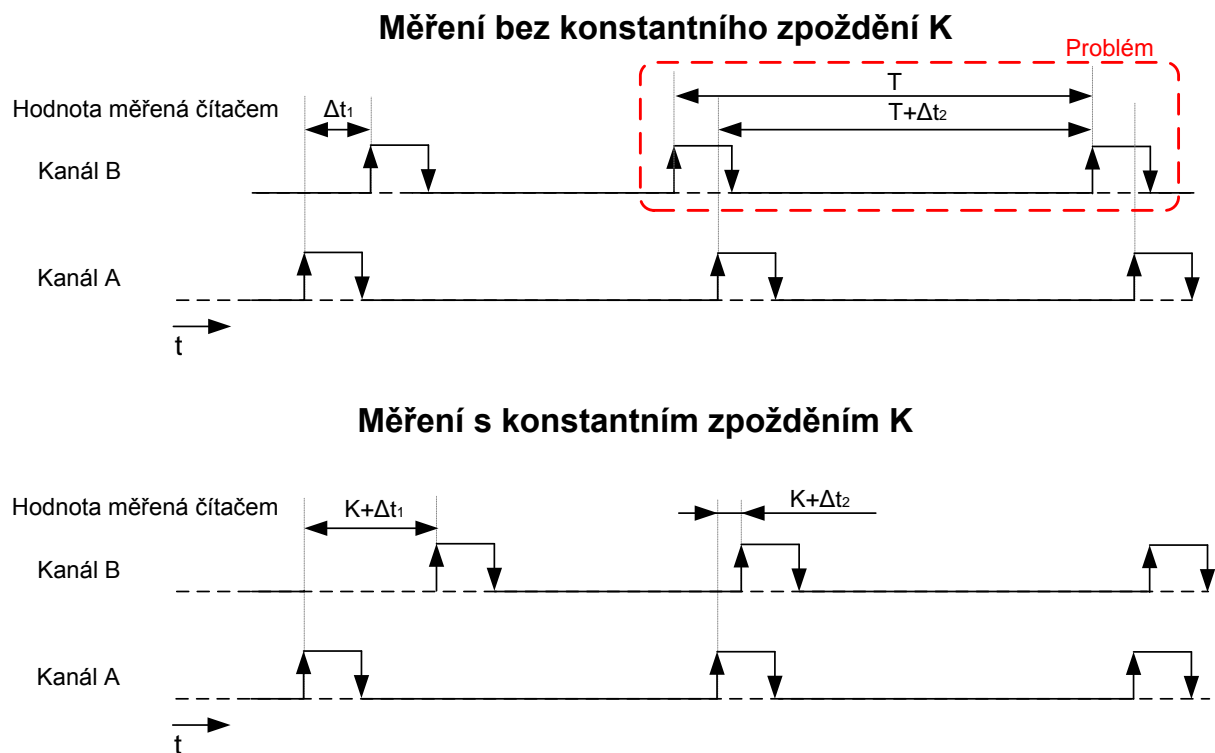 Měření bez konstantního zpoždění K
Problém
T
Hodnota měřená čítačem
Δt1
T+Δt2
Kanál B
Kanál A
t
Měření s konstantním zpožděním K
Hodnota měřená čítačem
K+Δt1
K+Δt2
Kanál B
Kanál A
t